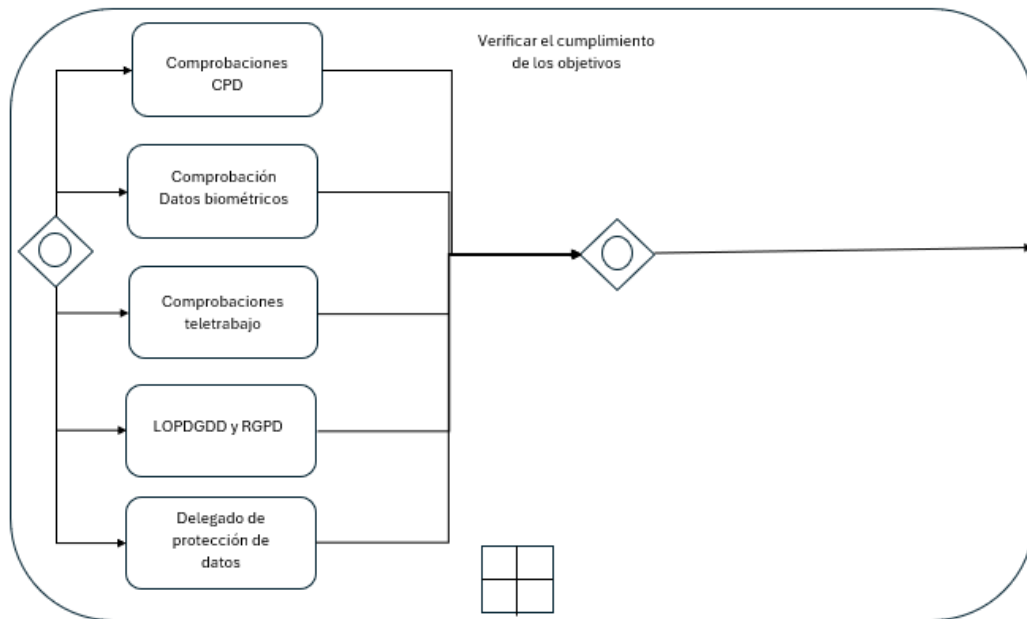 Comprobaciones
CPD
Verificar el cumplimiento
de los objetivos
Comprobación
Datos biométricos
Comprobaciones
teletrabajo
LOPDGDD y RGPD
Delegado de
protección de
datos